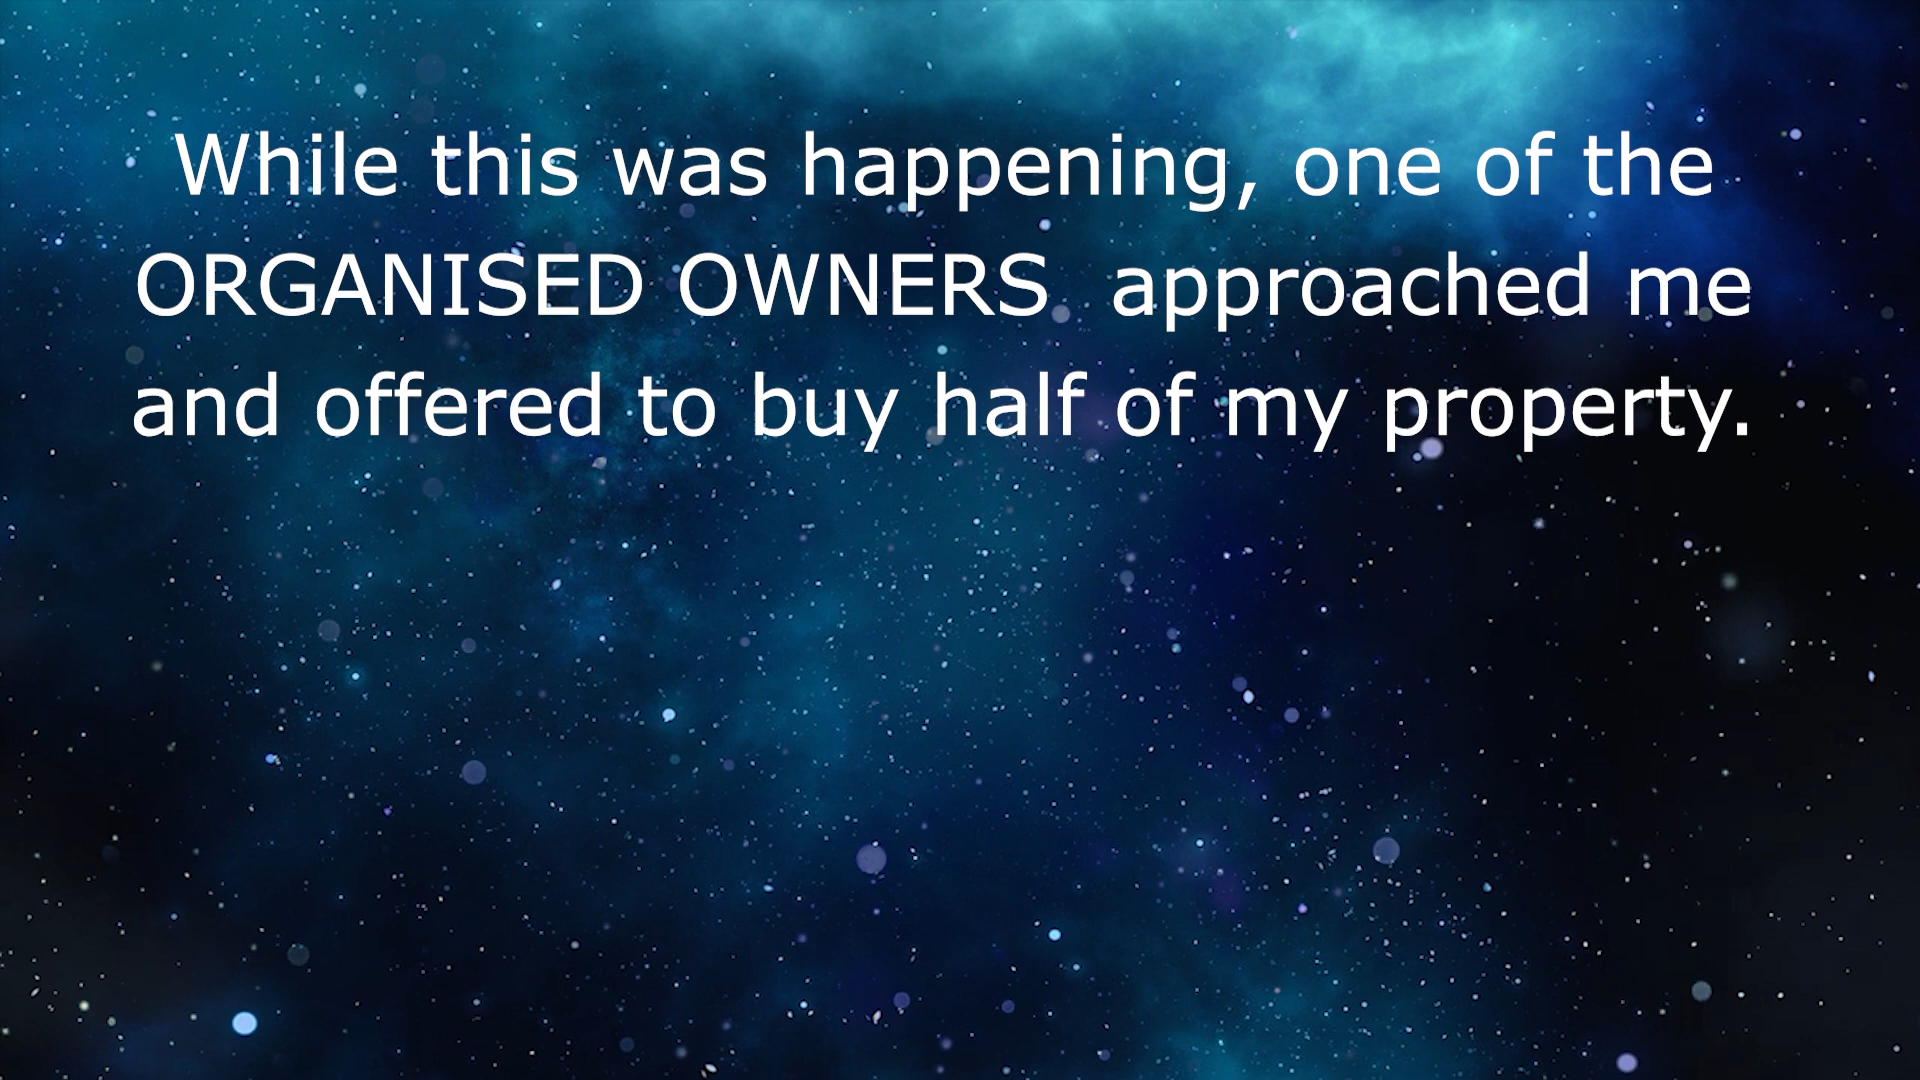 While this was happening, one of the
ORGANISED OWNERS  approached me
and offered to buy half of my property.